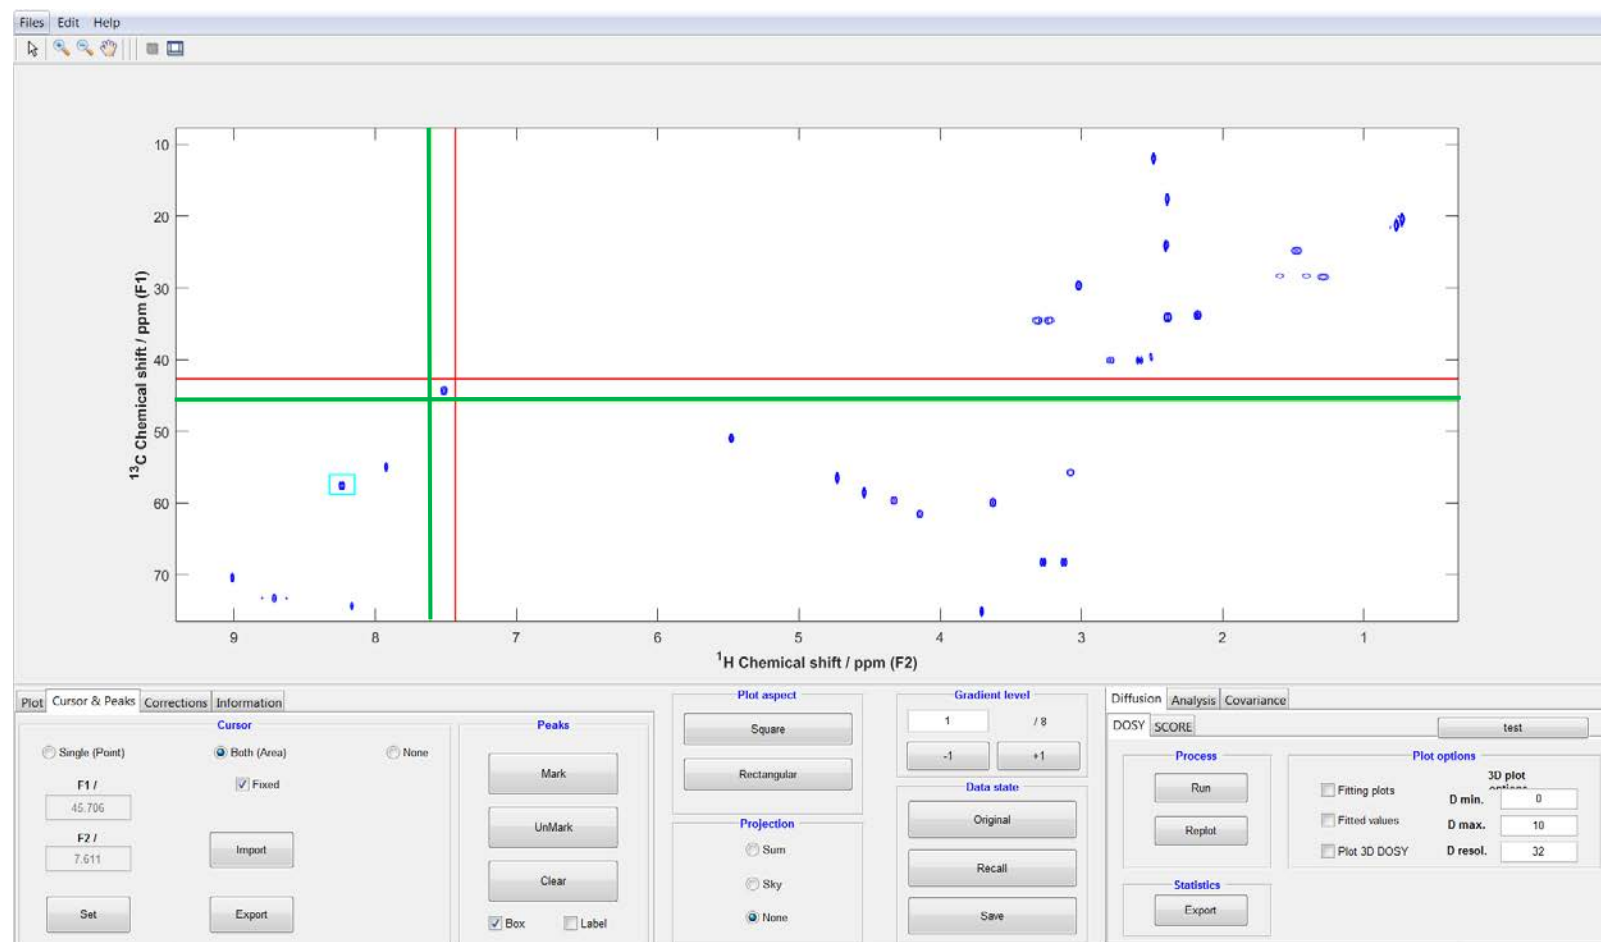 Files Edit Help
10
20
30
40
50
60
70
13C Chemical shift / ppm (F1)
9 8 7 6 5 4 3 2 1
1H Chemical shift / ppm (F2)
Plot Cursor & Peaks Corrections Information
Cursor
Single (Point) Both (Area) None
F1 / Fixed
45.706
F2 /
7.611
Import
Set Export
Peaks
Mark
UnMark
Clear
Box Label
Plot aspect
Square
Rectangular
Projection
Sum
Sky
None
Gradient level
1 / 8
-1 +1
Data state
Original
Recall
Save
Diffusion Analysis Covariance
DOSY SCORE test
Process
Run
Replot
Statistics
Export
Plot options
3D plot
options
Fitting plots D min. 0
Fitted values D max. 10
Plot 3D DOSY D resol. 32